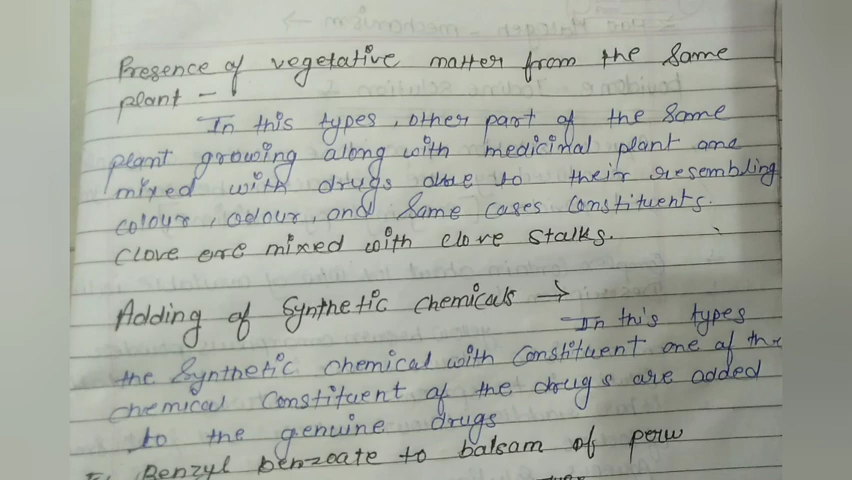 Presence of vegetative matter from the same
plant -
In this types, other part of the same
plant growing along with medicinal plant are
mixed with drugs due to their resembling
colour, odour, and same cases constituents.
Clove are mixed with clove stalks.
Adding of Synthetic chemicals →
In this types
the Synthetic chemical with constituent one of the
chemical constituent of the drugs are added
to the genuine drugs
Benzyl benzoate to balsam of peru